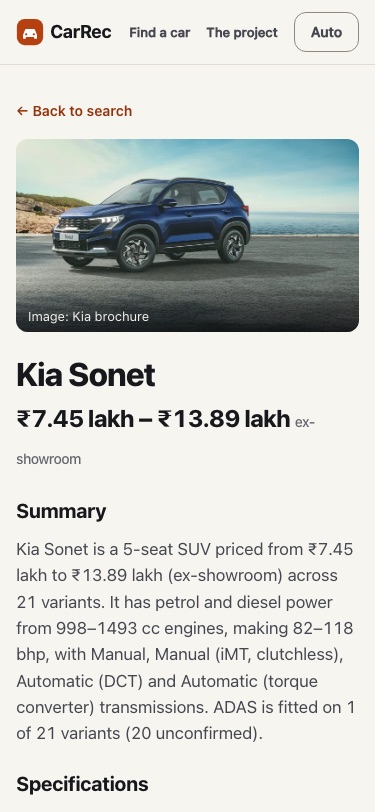 CarRec Find a car The project Auto
← Back to search
Image: Kia brochure
Kia Sonet
₹7.45 lakh – ₹13.89 lakh ex-
showroom
Summary
Kia Sonet is a 5-seat SUV priced from ₹7.45
lakh to ₹13.89 lakh (ex-showroom) across
21 variants. It has petrol and diesel power
from 998–1493 cc engines, making 82–118
bhp, with Manual, Manual (iMT, clutchless),
Automatic (DCT) and Automatic (torque
converter) transmissions. ADAS is fitted on 1
of 21 variants (20 unconfirmed).
Specifications